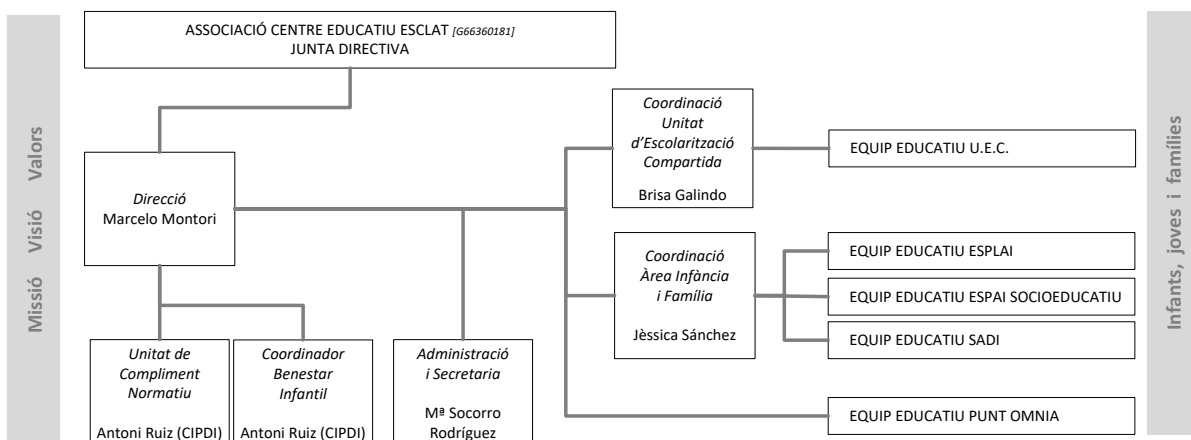 ASSOCIACIÓ CENTRE EDUCATIU ESCLAT [G66360181]
JUNTA DIRECTIVA
Missió Visió Valors
Direcció
Marcelo Montori
Coordinació
Unitat
d'Escolarització
Compartida
Brisa Galindo
EQUIP EDUCATIU U.E.C.
Coordinació
Àrea Infància
i Família
Jèssica Sánchez
EQUIP EDUCATIU ESPLAI
EQUIP EDUCATIU ESPAI SOCIOEDUCATIU
EQUIP EDUCATIU SADI
Unitat de
Compliment
Normatiu
Antoni Ruiz (CIPDI)
Coordinador
Benestar
Infantil
Antoni Ruiz (CIPDI)
Administració
i Secretaria
Mª Socorro
Rodríguez
EQUIP EDUCATIU PUNT OMNIA
Infants, joves i famílies